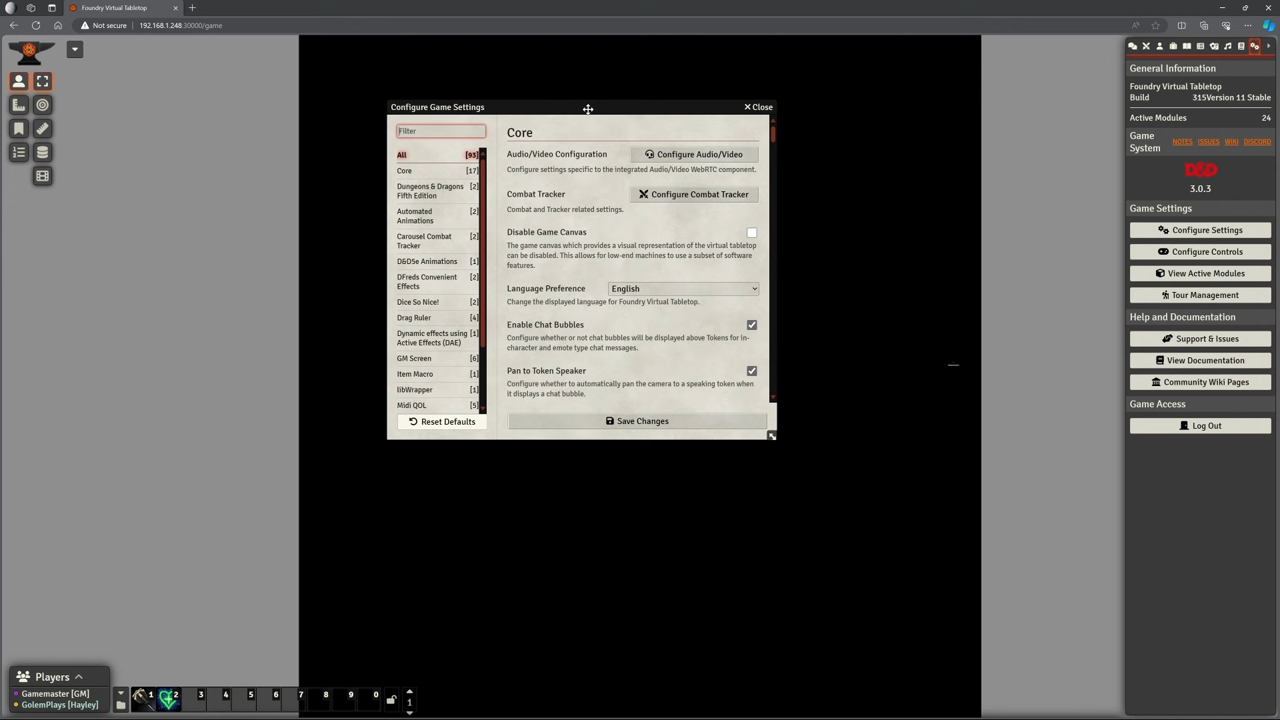 Foundry Virtual Tabletop
Not secure
192.168.1.248:30000/game
Configure Game Settings
Close
Filter
All [93]
Core [17]
Dungeons & Dragons Fifth Edition [2]
Automated Animations [2]
Carousel Combat Tracker [2]
D&D5e Animations [1]
DFreds Convenient Effects [2]
Dice So Nice! [2]
Drag Ruler [4]
Dynamic effects using Active Effects (DAE) [1]
GM Screen [6]
Item Macro [1]
libWrapper [1]
Midi QOL [5]
Reset Defaults
Core
Audio/Video Configuration
Configure Audio/Video
Configure settings specific to the integrated Audio/Video WebRTC component.
Combat Tracker
Configure Combat Tracker
Combat and Tracker related settings.
Disable Game Canvas
The game canvas which provides a visual representation of the virtual tabletop
can be disabled. This allows for low-end machines to use a subset of software
features.
Language Preference
English
Change the displayed language for Foundry Virtual Tabletop.
Enable Chat Bubbles
Configure whether or not chat bubbles will be displayed above Tokens for in-
character and emote type chat messages.
Pan to Token Speaker
Configure whether to automatically pan the camera to a speaking token when
it displays a chat bubble.
Save Changes
General Information
Foundry Virtual Tabletop
Build 315Version 11 Stable
Active Modules 24
Game System
NOTES ISSUES WIKI DISCORD
D&D
3.0.3
Game Settings
Configure Settings
Configure Controls
View Active Modules
Tour Management
Help and Documentation
Support & Issues
View Documentation
Community Wiki Pages
Game Access
Log Out
Players
Gamemaster [GM]
GolemPlays [Hayley]
1 2 3 4 5 6 7 8 9 0
1